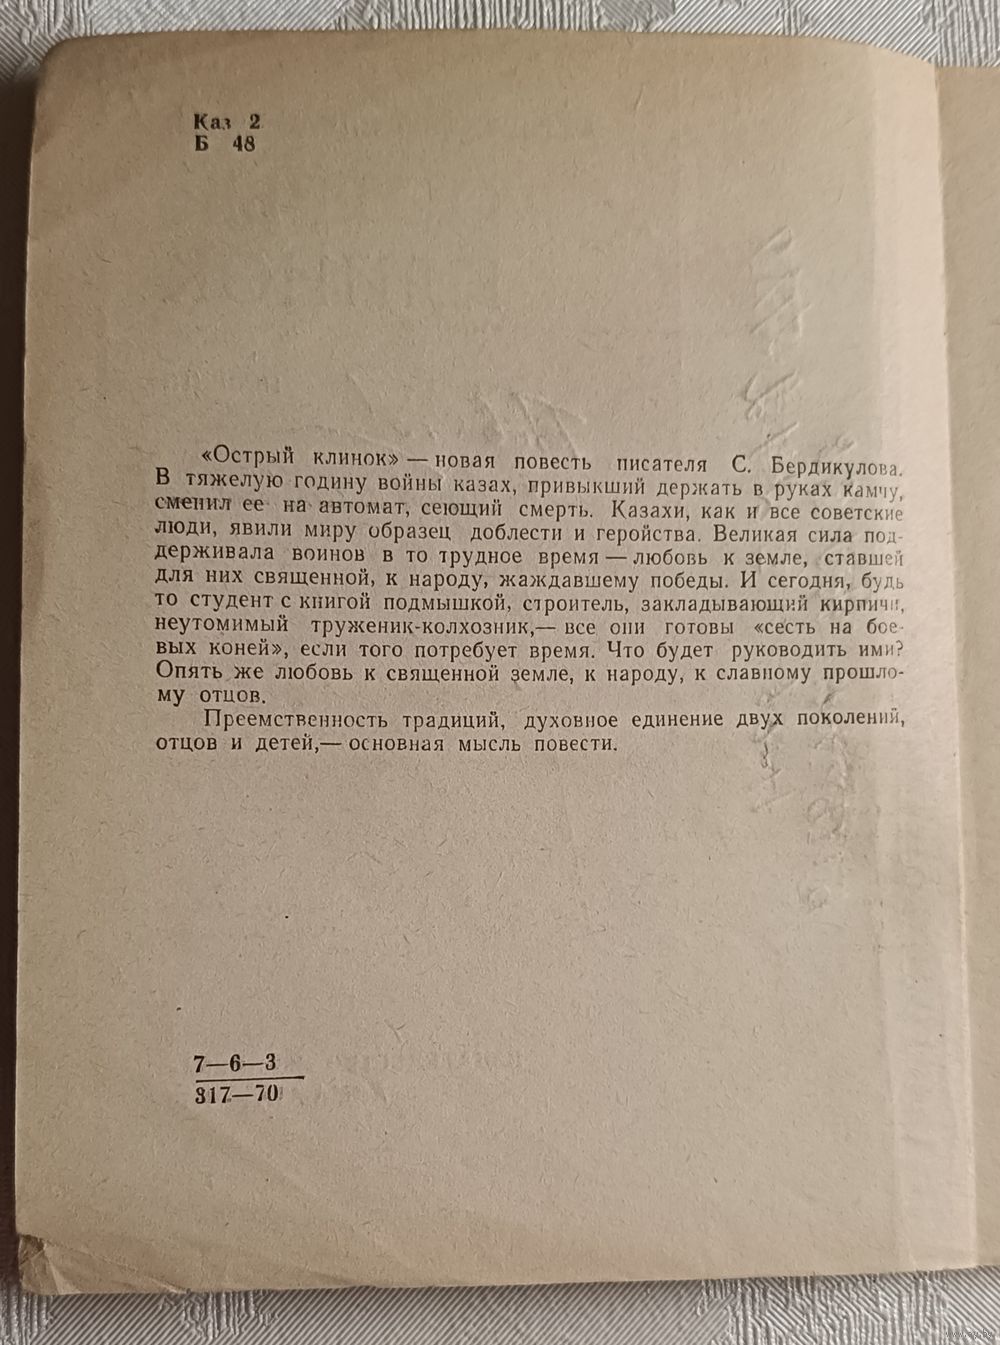 Каз 2
Б 48
«Острый клинок» — новая повесть писателя С. Бердикулова.
В тяжелую годину войны казах, привыкший держать в руках камчу,
сменил ее на автомат, сеющий смерть. Казахи, как и все советские
люди, явили миру образец доблести и геройства. Великая сила под-
держивала воинов в то трудное время — любовь к земле, ставшей
для них священной, к народу, жаждавшему победы. И сегодня, будь
то студент с книгой подмышкой, строитель, закладывающий кирпичи,
неутомимый труженик-колхозник,— все они готовы «сесть на бое-
вых коней», если того потребует время. Что будет руководить ими?
Опять же любовь к священной земле, к народу, к славному прошло-
му отцов.
Преемственность традиций, духовное единение двух поколений,
отцов и детей,— основная мысль повести.
7—6—3
317—70